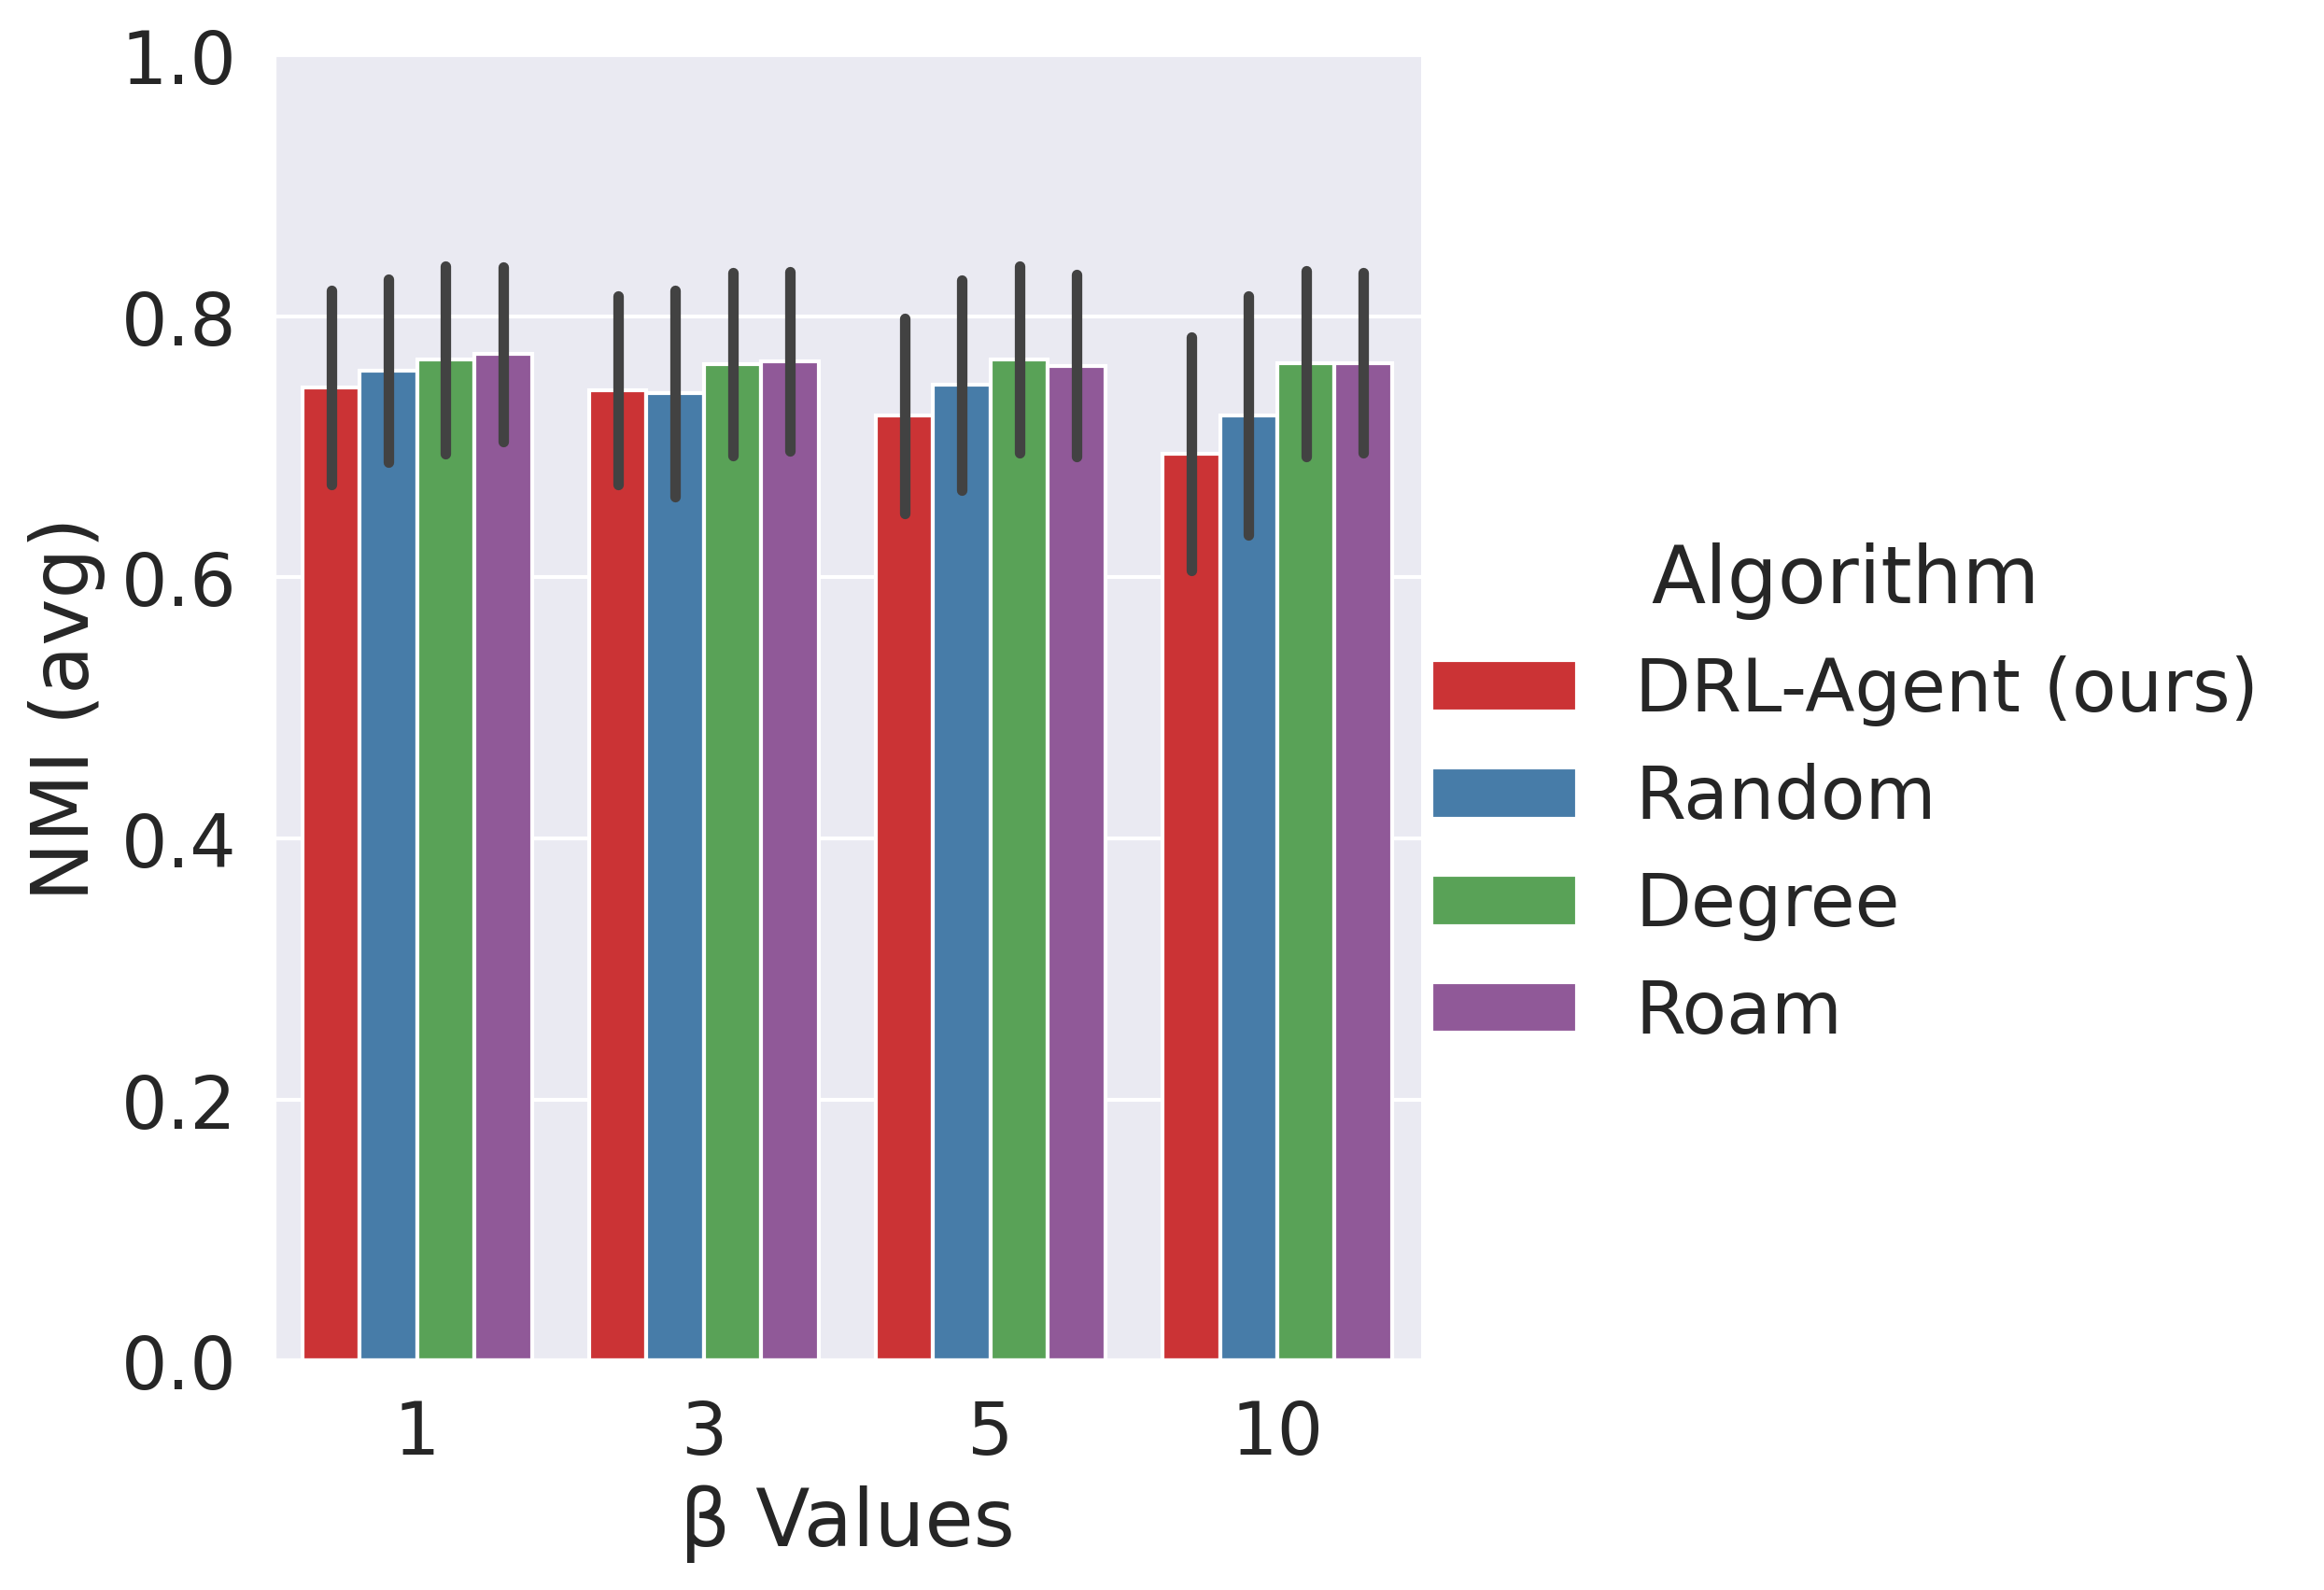 1.0
0.8
0.6
0.4
0.2
0.0
NMI (avg)
1 3 5 10
β Values
Algorithm
DRL-Agent (ours)
Random
Degree
Roam